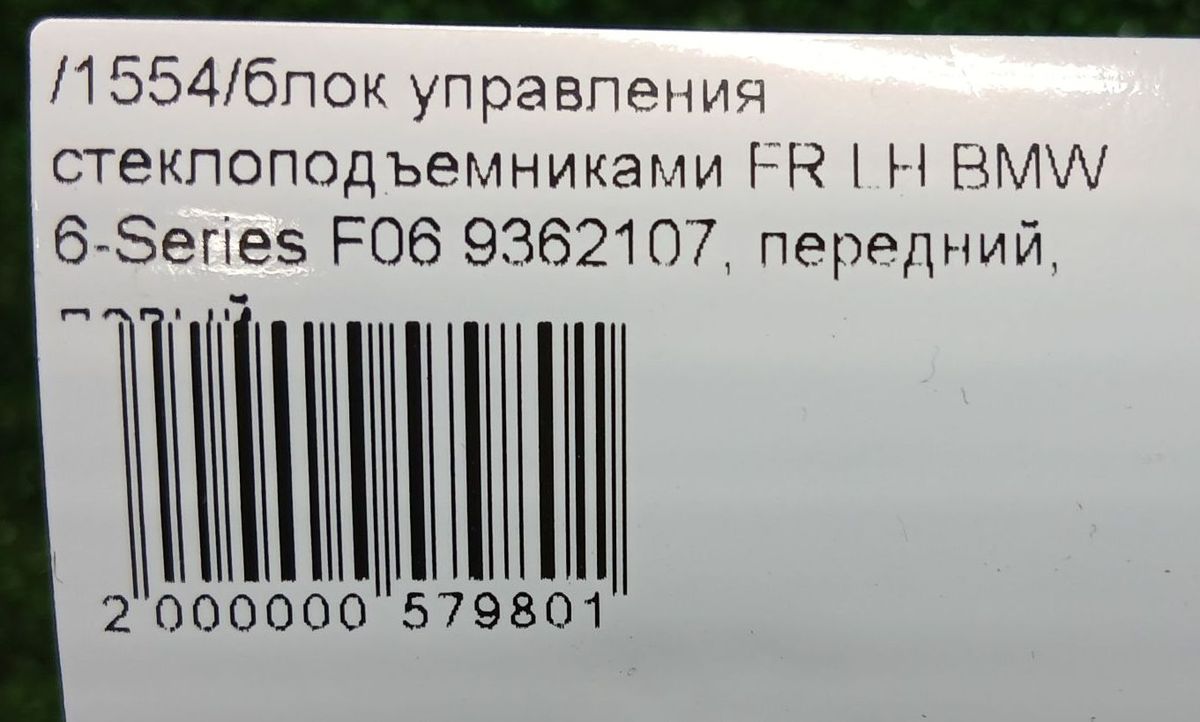 /1554/блок управления
стеклоподъемниками FR LH BMW
6-Series F06 9362107, передний,
2 000000 579801